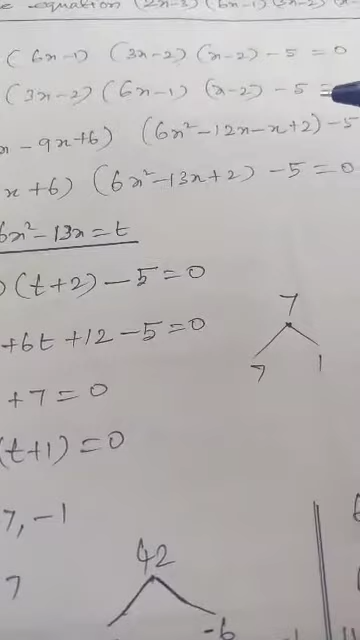 e equation (2x-3) (6x-1) (3x-2) (x-
(6x-1) (3x-2) (x-2) -5 = 0
(3x-2) (6x-1) (x-2) -5 =
x - 9x+6) (6x²-12x-x+2) -5
x+6) (6x²-13x+2) -5=0
6x²-13x=t
(t+2) -5=0
+6t+12-5=0
7
7 1
+7=0
(t+1)=0
7, -1
42
7
-6